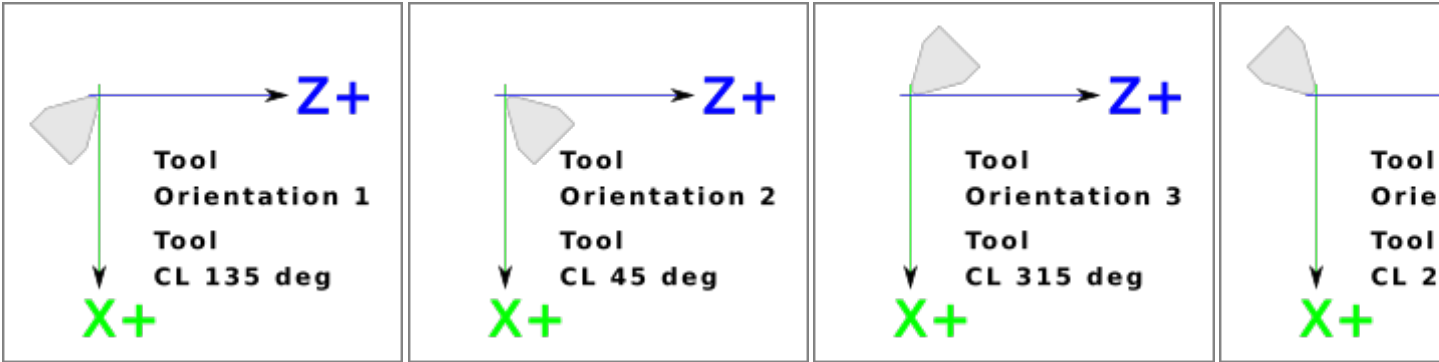 Z+
Tool
Orientation 1
Tool
CL 135 deg
X+
Z+
Tool
Orientation 2
Tool
CL 45 deg
X+
Z+
Tool
Orientation 3
Tool
CL 315 deg
X+
Tool
Tool
CL
X+